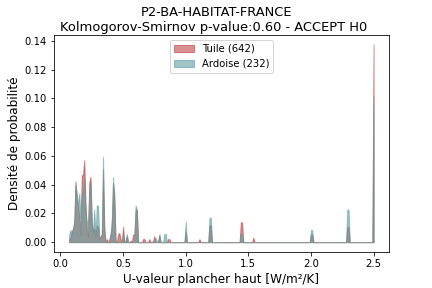 P2-BA-HABITAT-FRANCE
Kolmogorov-Smirnov p-value:0.60 - ACCEPT H0
Tuile (642)
Ardoise (232)
Densité de probabilité
0.14
0.12
0.10
0.08
0.06
0.04
0.02
0.00
0.0 0.5 1.0 1.5 2.0 2.5
U-valeur plancher haut [W/m²/K]